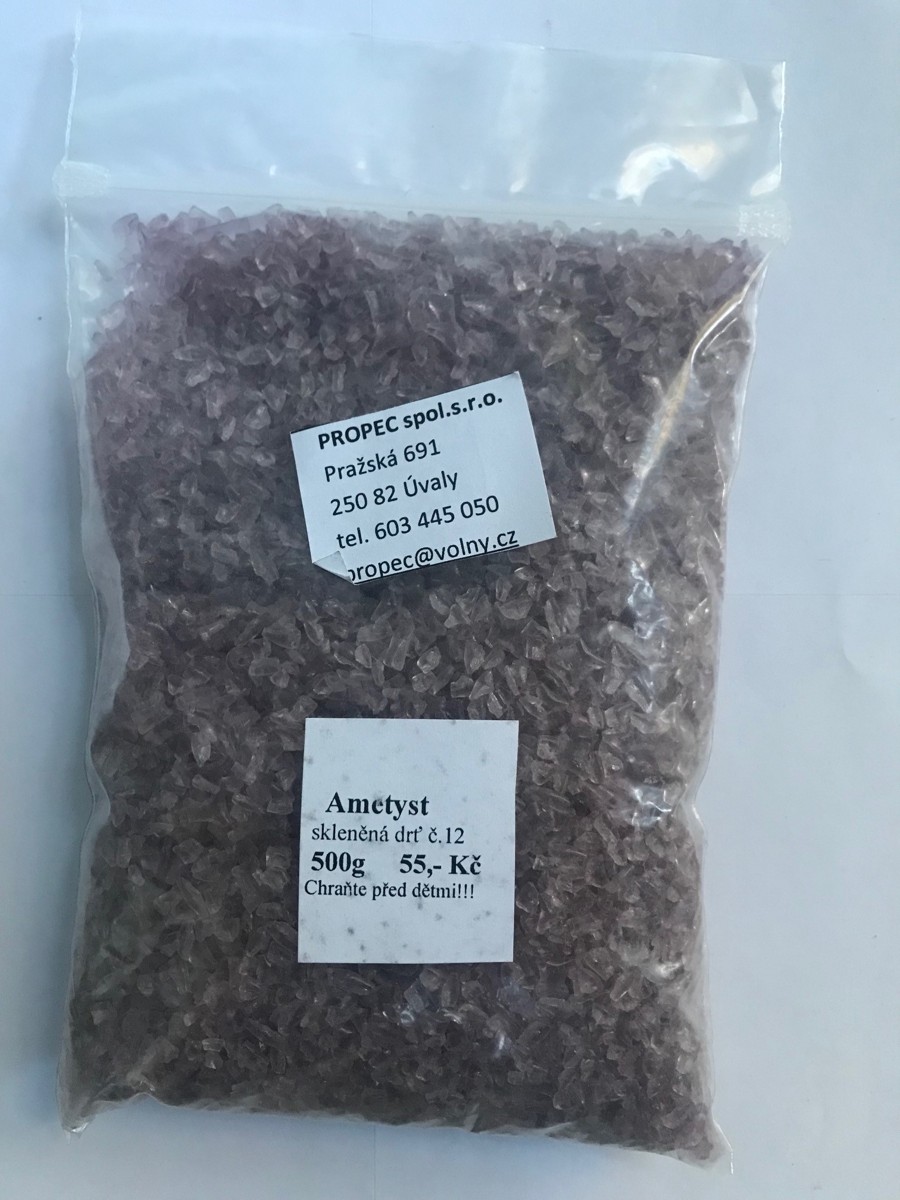 PROPEC spol.s.r.o.
Pražská 691
250 82 Úvaly
tel. 603 445 050
propec@volny.cz
Ametyst
skleněná drť č.12
500g 55,- Kč
Chraňte před dětmi!!!